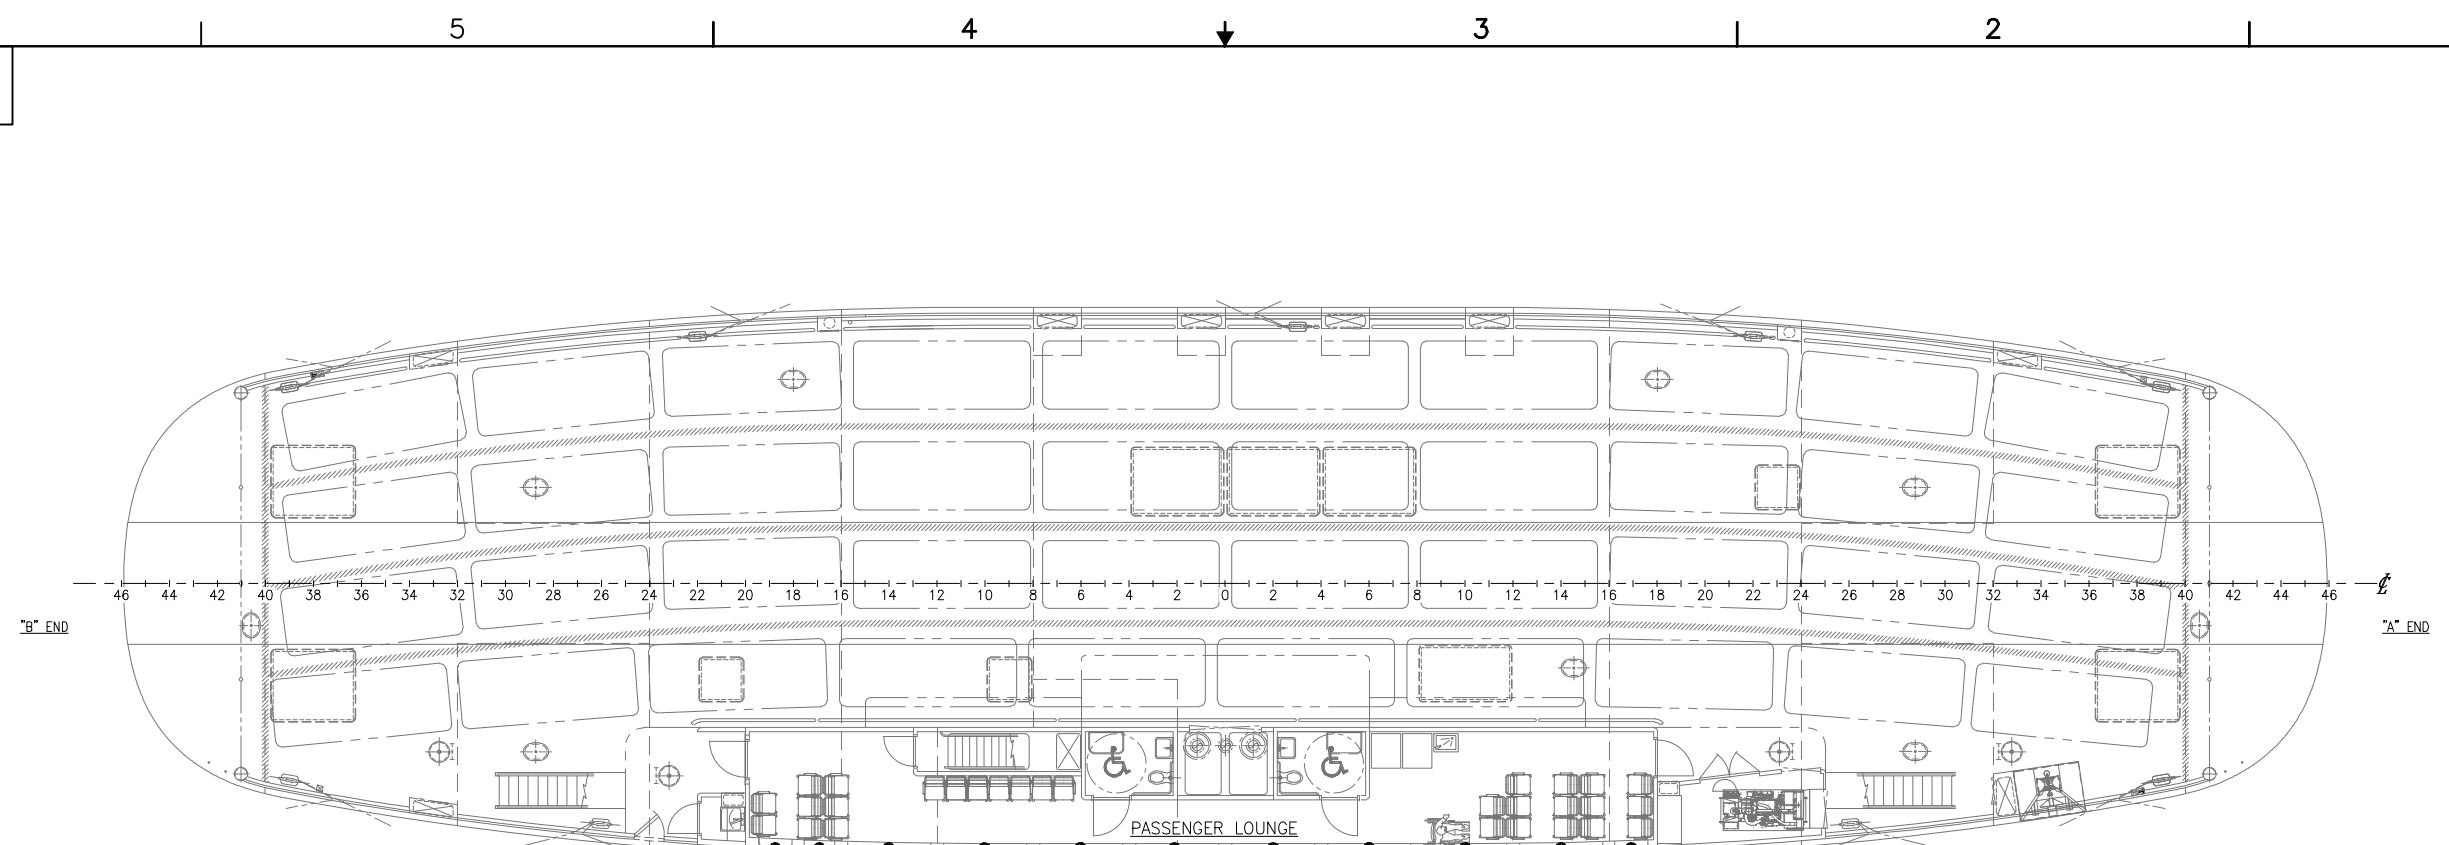 5 4 3 2
46 44 42 40 38 36 34 32 30 28 26 24 22 20 18 16 14 12 10 8 6 4 2 0 2 4 6 8 10 12 14 16 18 20 22 24 26 28 30 32 34 36 38 40 42 44 46 ℄
"B" END "A" END
PASSENGER LOUNGE